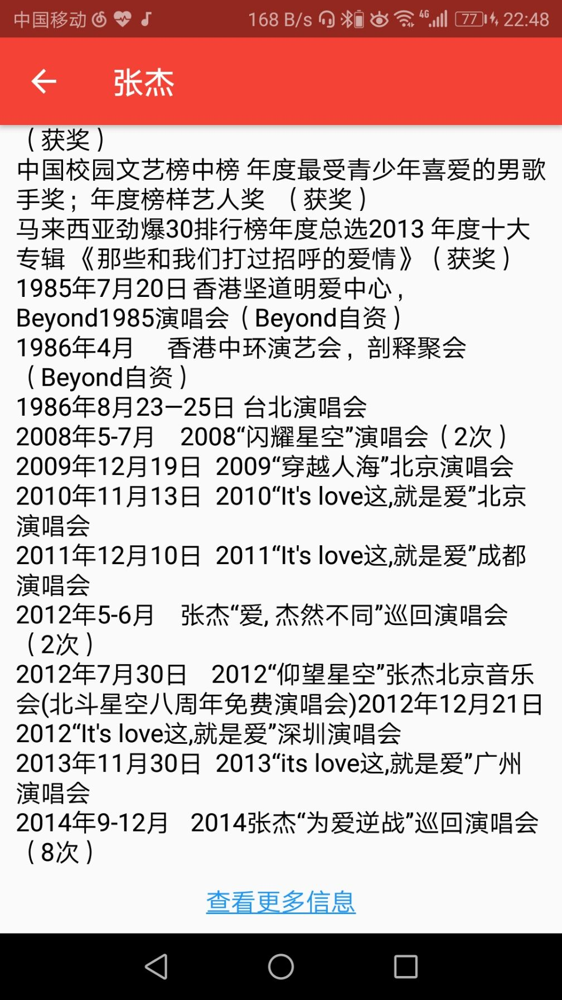 中国移动 168 B/s 4G 77 22:48
张杰
（获奖）
中国校园文艺榜中榜 年度最受青少年喜爱的男歌
手奖；年度榜样艺人奖 （获奖）
马来西亚劲爆30排行榜年度总选2013 年度十大
专辑 《那些和我们打过招呼的爱情》（获奖）
1985年7月20日 香港坚道明爱中心，
Beyond1985演唱会（Beyond自资）
1986年4月 香港中环演艺会，剖释聚会
（Beyond自资）
1986年8月23—25日 台北演唱会
2008年5-7月 2008“闪耀星空”演唱会（2次）
2009年12月19日 2009“穿越人海”北京演唱会
2010年11月13日 2010“It's love这,就是爱”北京
演唱会
2011年12月10日 2011“It's love这,就是爱”成都
演唱会
2012年5-6月 张杰“爱, 杰然不同”巡回演唱会
（2次）
2012年7月30日 2012“仰望星空”张杰北京音乐
会(北斗星空八周年免费演唱会)2012年12月21日
2012“It's love这,就是爱”深圳演唱会
2013年11月30日 2013“its love这,就是爱”广州
演唱会
2014年9-12月 2014张杰“为爱逆战”巡回演唱会
（8次）
查看更多信息